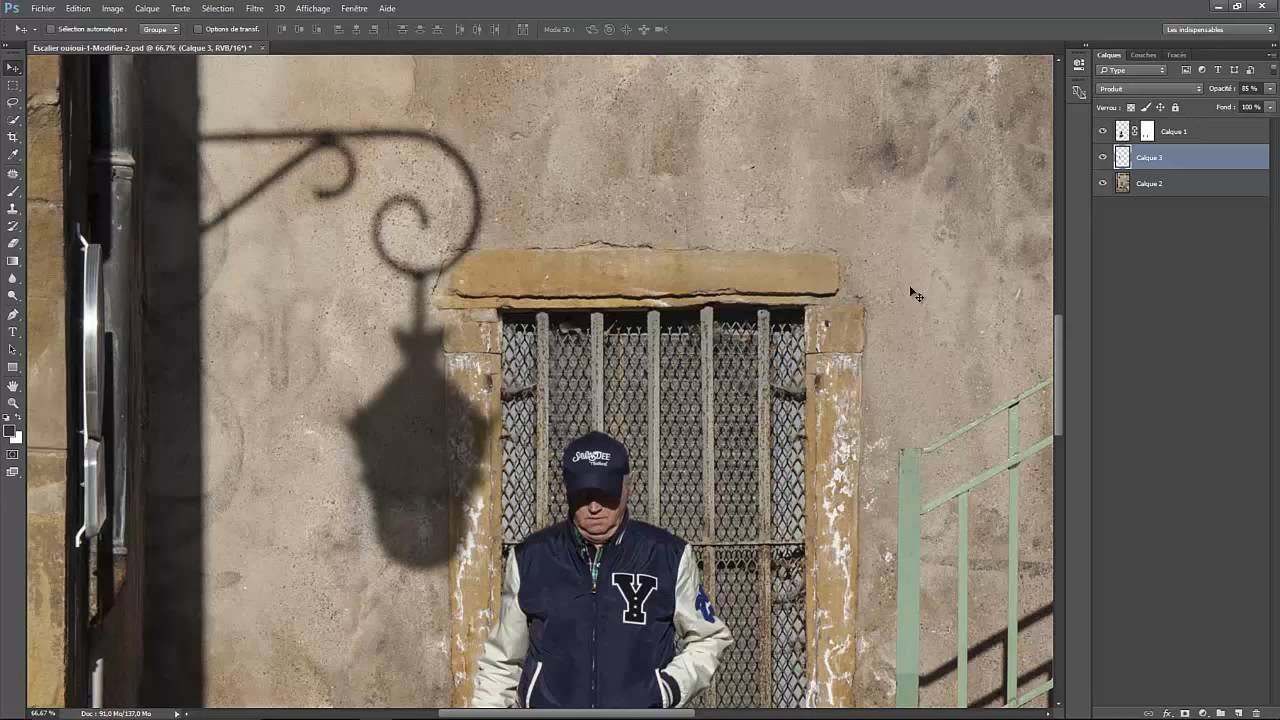 Ps Fichier Edition Image Calque Texte Sélection Filtre 3D Affichage Fenêtre Aide
Sélection automatique : Groupe Options de transf. Mode 3D : Les indispensables
Escalier ouioui-1-Modifier-2.psd @ 66,7% (Calque 3, RVB/16*) *
Calques Couches Tracés
Type
Produit Opacité : 85 %
Verrou : Fond : 100 %
Calque 1
Calque 3
Calque 2
SAWADEE
Thailand
Y
66,67 % Doc : 91,0 Mo/137,0 Mo
fx